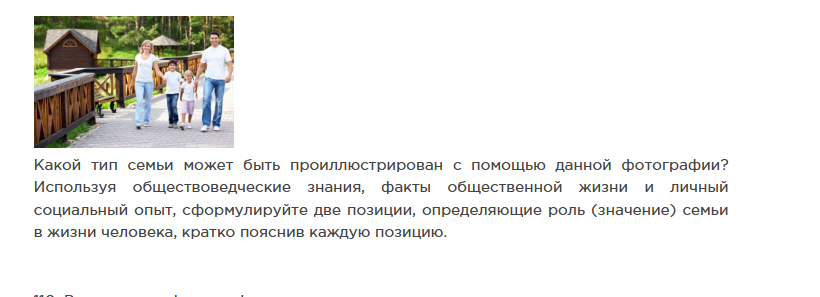 Какой тип семьи может быть проиллюстрирован с помощью данной фотографии?
Используя обществоведческие знания, факты общественной жизни и личный
социальный опыт, сформулируйте две позиции, определяющие роль (значение) семьи
в жизни человека, кратко пояснив каждую позицию.